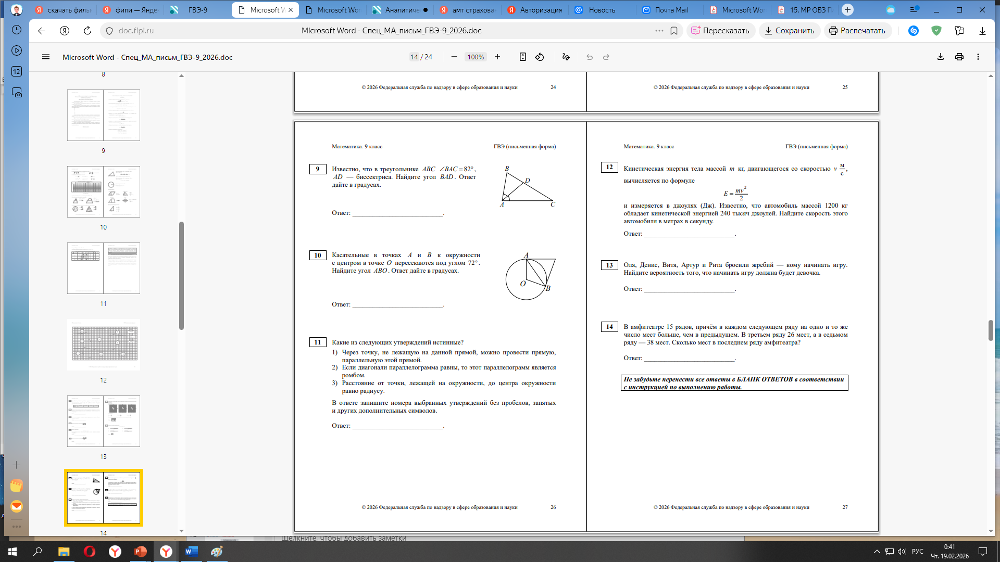 скачать фильм
фипи — Яндек
ГВЭ-9
Microsoft W
Microsoft Wor
Аналитиче
амт страхован
Авторизация
Новость
Почта Mail
Microsoft Wor
15. МР ОВЗ ГИ
doc.fipi.ru
Microsoft Word - Спец_МА_письм_ГВЭ-9_2026.doc
Пересказать
Сохранить
Распечатать
Microsoft Word - Спец_МА_письм_ГВЭ-9_2026.doc
14 / 24
100%
12
8
9
10
11
12
13
14
© 2026 Федеральная служба по надзору в сфере образования и науки 24
© 2026 Федеральная служба по надзору в сфере образования и науки 25
Математика. 9 класс ГВЭ (письменная форма)
9 Известно, что в треугольнике ABC ∠BAC = 82°,
AD — биссектриса. Найдите угол BAD. Ответ
дайте в градусах.
B
D
A
C
Ответ: ___________________________.
10 Касательные в точках A и B к окружности
с центром в точке O пересекаются под углом 72°.
Найдите угол ABO. Ответ дайте в градусах.
A
O
B
Ответ: ___________________________.
11 Какие из следующих утверждений истинные?
1) Через точку, не лежащую на данной прямой, можно провести прямую,
параллельную этой прямой.
2) Если диагонали параллелограмма равны, то этот параллелограмм является
ромбом.
3) Расстояние от точки, лежащей на окружности, до центра окружности
равно радиусу.
В ответе запишите номера выбранных утверждений без пробелов, запятых
и других дополнительных символов.
Ответ: ___________________________.
© 2026 Федеральная служба по надзору в сфере образования и науки 26
Математика. 9 класс ГВЭ (письменная форма)
12 Кинетическая энергия тела массой m кг, двигающегося со скоростью v м/с,
вычисляется по формуле
E = mv²/2
и измеряется в джоулях (Дж). Известно, что автомобиль массой 1200 кг
обладает кинетической энергией 240 тысяч джоулей. Найдите скорость этого
автомобиля в метрах в секунду.
Ответ: ___________________________.
13 Оля, Денис, Витя, Артур и Рита бросили жребий — кому начинать игру.
Найдите вероятность того, что начинать игру должна будет девочка.
Ответ: ___________________________.
14 В амфитеатре 15 рядов, причём в каждом следующем ряду на одно и то же
число мест больше, чем в предыдущем. В третьем ряду 26 мест, а в седьмом
ряду — 38 мест. Сколько мест в последнем ряду амфитеатра?
Ответ: ___________________________.
Не забудьте перенести все ответы в БЛАНК ОТВЕТОВ в соответствии
с инструкцией по выполнению работы.
© 2026 Федеральная служба по надзору в сфере образования и науки 27
Щелкните, чтобы добавить заметки
РУС
0:41
Чт. 19.02.2026